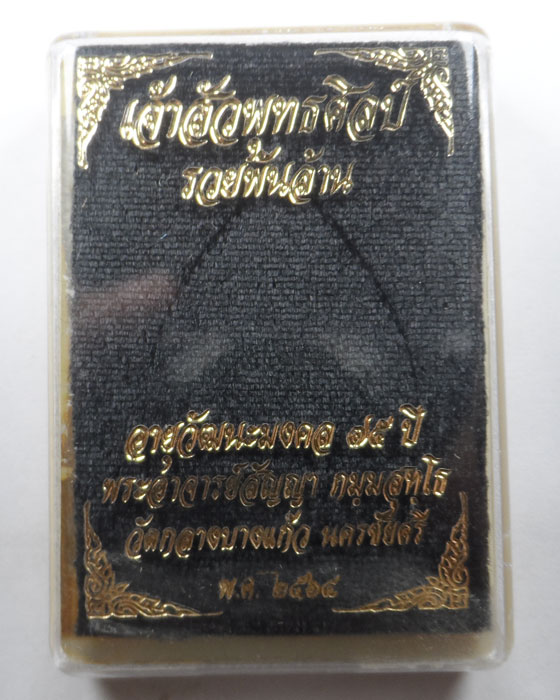 เจ้าสัวพุทธศิลป์
รวยพันล้าน
อายุวัฒนะมงคล ๗๕ ปี
พระอาจารย์สัญญา กมฺมสุทฺโธ
วัดกลางบางแก้ว นครชัยศรี
พ.ศ. ๒๕๖๔